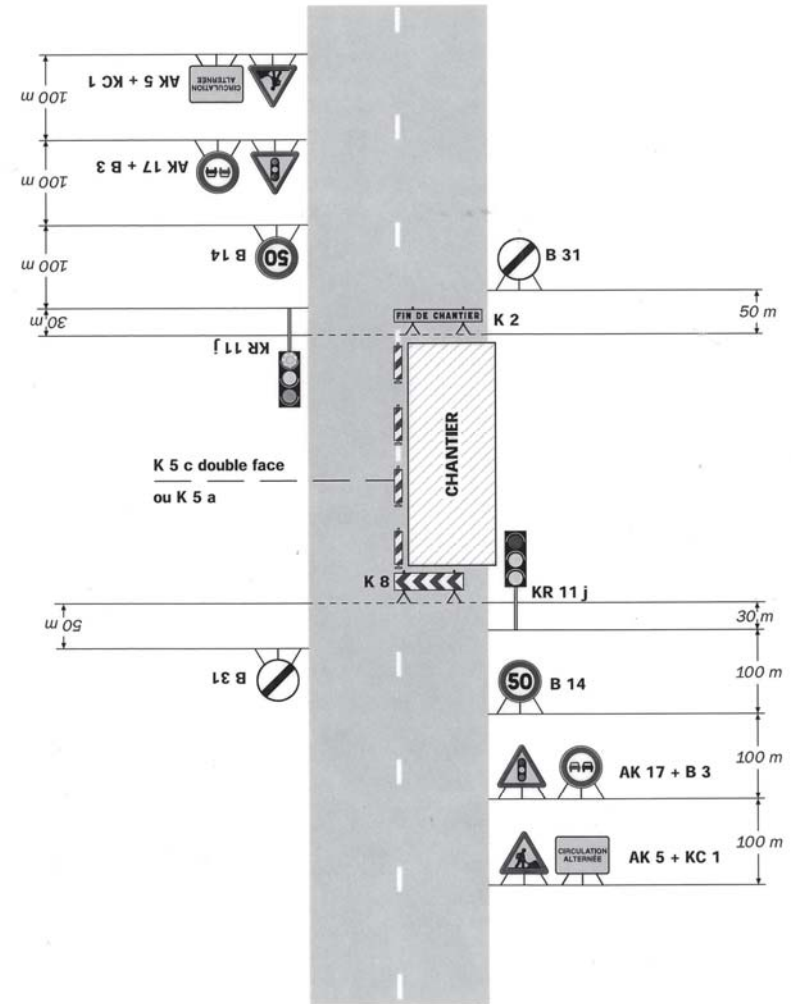 AK 5 + KC 1
CIRCULATION
ALTERNÉE
100 m
AK 17 + B 3
100 m
B 14
50
100 m
B 31
30 m
50 m
FIN DE CHANTIER
K 2
KR 11 j
CHANTIER
K 5 c double face
ou K 5 a
K 8
KR 11 j
50 m
30 m
B 31
50
B 14
100 m
AK 17 + B 3
100 m
CIRCULATION
ALTERNÉE
AK 5 + KC 1
100 m